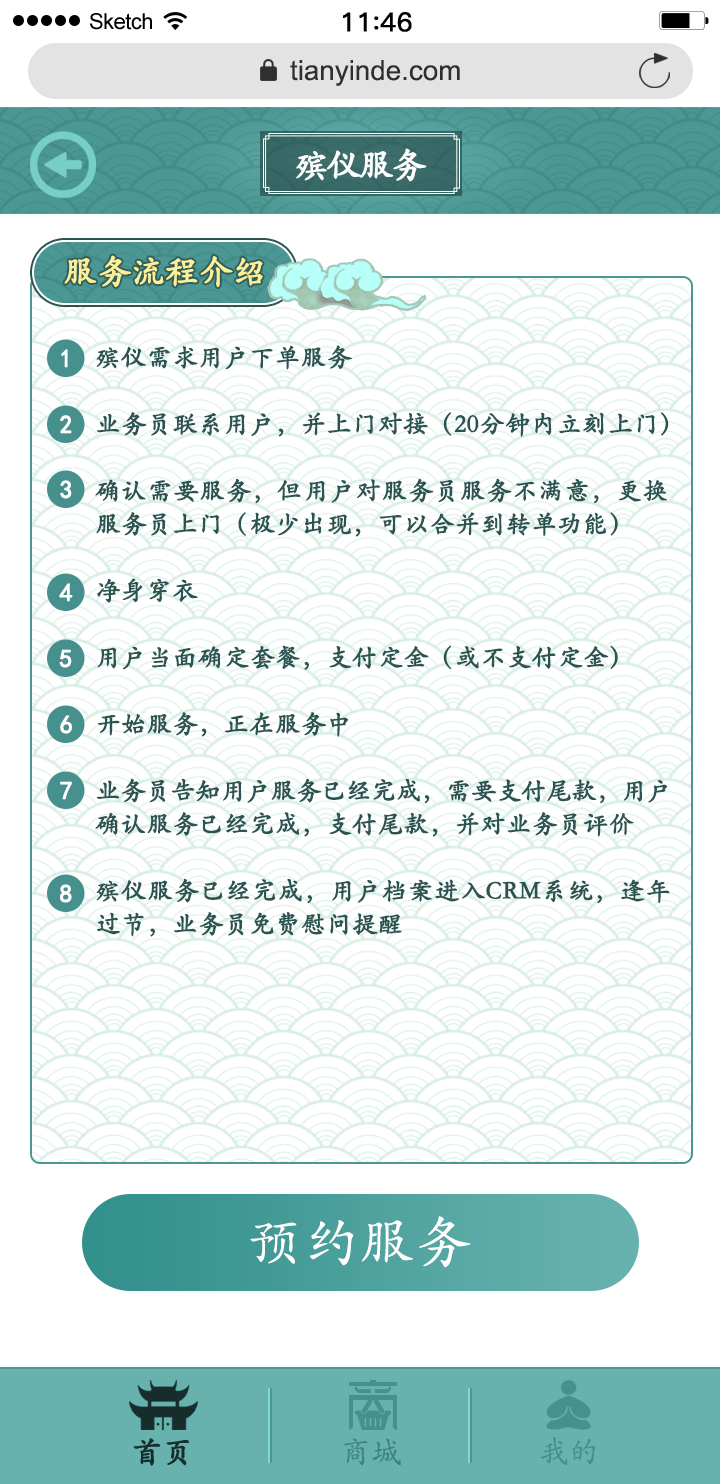 Sketch 11:46
tianyinde.com
殡仪服务
服务流程介绍
1 殡仪需求用户下单服务
2 业务员联系用户，并上门对接（20分钟内立刻上门）
3 确认需要服务，但用户对服务员服务不满意，更换
服务员上门（极少出现，可以合并到转单功能）
4 净身穿衣
5 用户当面确定套餐，支付定金（或不支付定金）
6 开始服务，正在服务中
7 业务员告知用户服务已经完成，需要支付尾款，用户
确认服务已经完成，支付尾款，并对业务员评价
8 殡仪服务已经完成，用户档案进入CRM系统，逢年
过节，业务员免费慰问提醒
预约服务
首页 商城 我的